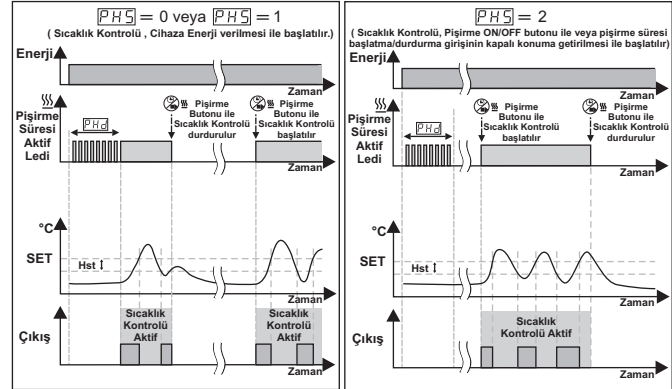 PHS = 0 veya PHS = 1
( Sıcaklık Kontrolü , Cihaza Enerji verilmesi ile başlatılır.)
Enerji
Zaman
Pişirme
Süresi
Aktif
Ledi
PHd
Pişirme
Butonu ile
Sıcaklık Kontrolü
durdurulur
Pişirme
Butonu ile
Sıcaklık Kontrolü
başlatılır
Zaman
°C
SET
Hst
Zaman
Çıkış
Sıcaklık
Kontrolü
Aktif
Sıcaklık
Kontrolü
Aktif
Zaman
PHS = 2
( Sıcaklık Kontrolü, Pişirme ON/OFF butonu ile veya pişirme süresi
başlatma/durdurma girişinin kapalı konuma getirilmesi ile başlatılır)
Enerji
Zaman
Pişirme
Süresi
Aktif
Ledi
PHd
Pişirme
Butonu ile
Sıcaklık Kontrolü
başlatılır
Pişirme
Butonu ile
Sıcaklık Kontrolü
durdurulur
Zaman
°C
SET
Hst
Zaman
Çıkış
Sıcaklık
Kontrolü Aktif
Zaman